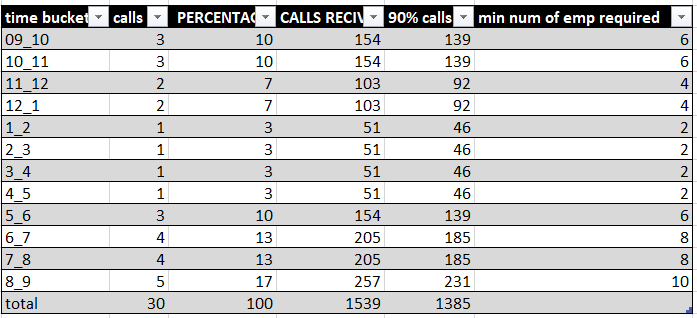 time bucket calls PERCENTAG CALLS RECIV 90% calls min num of emp required
09_10 3 10 154 139 6
10_11 3 10 154 139 6
11_12 2 7 103 92 4
12_1 2 7 103 92 4
1_2 1 3 51 46 2
2_3 1 3 51 46 2
3_4 1 3 51 46 2
4_5 1 3 51 46 2
5_6 3 10 154 139 6
6_7 4 13 205 185 8
7_8 4 13 205 185 8
8_9 5 17 257 231 10
total 30 100 1539 1385